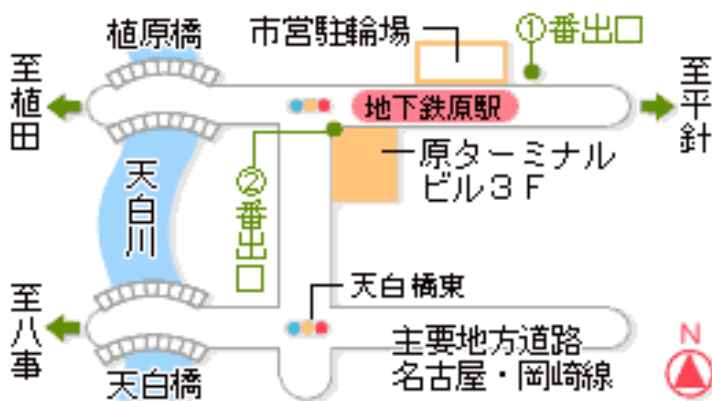 植原橋
市営駐輪場
①番出口
至植田
地下鉄原駅
至平針
天白川
②番出口
原ターミナル
ビル3F
天白橋東
至八事
主要地方道路
名古屋・岡崎線
天白橋
N